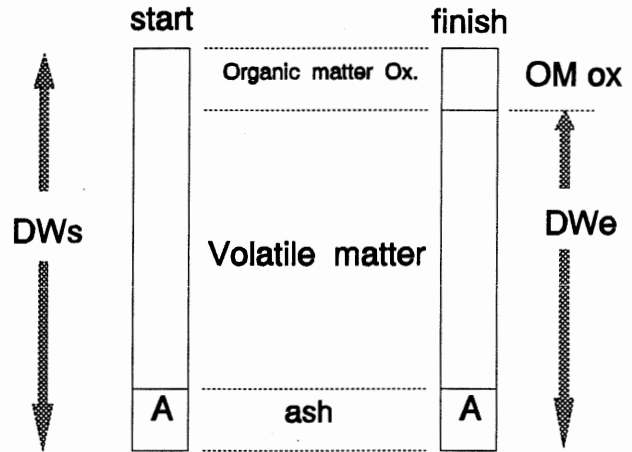 start
finish
Organic matter Ox.
OM ox
DWs
Volatile matter
DWe
A
ash
A